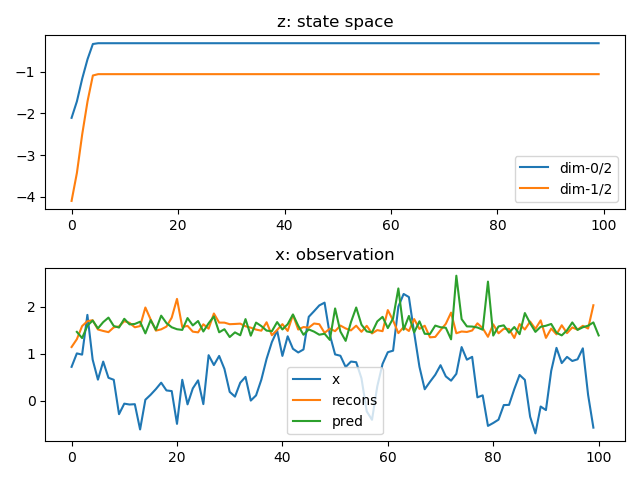 z: state space
−1
−2
−3
−4
dim-0/2
dim-1/2
0 20 40 60 80 100
x: observation
2
1
0
x
recons
pred
0 20 40 60 80 100